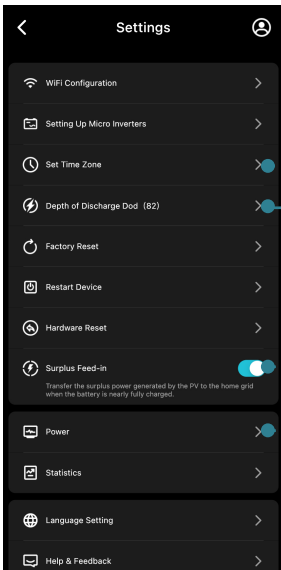 Settings
WiFi Configuration
Setting Up Micro Inverters
Set Time Zone
Depth of Discharge Dod (82)
Factory Reset
Restart Device
Hardware Reset
Surplus Feed-in
Transfer the surplus power generated by the PV to the home grid
when the battery is nearly fully charged.
Power
Statistics
Language Setting
Help & Feedback